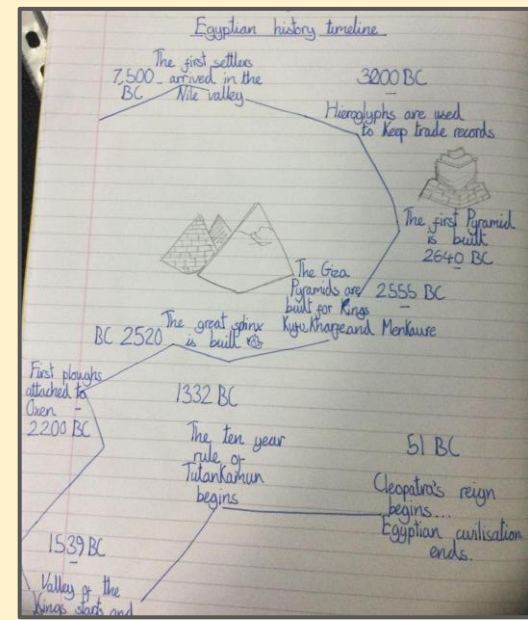 Egyptian history timeline
The first settlers
7,500 - arrived in the
BC Nile valley
3200 BC
Hieroglyphs are used
to keep trade records
The first Pyramid
is built
2640 BC
The Giza
Pyramids are
built for Kings
Kufu, Khafre and Menkaure
2555 BC
The great sphinx
is built
BC 2520
First ploughs
attached to
Oxen -
2200 BC
1539 BC
Valley of the
Kings starts and
1332 BC
The ten year
rule of
Tutankamun
begins
51 BC
Cleopatra's reign
begins...
Egyptian civilisation
ends.